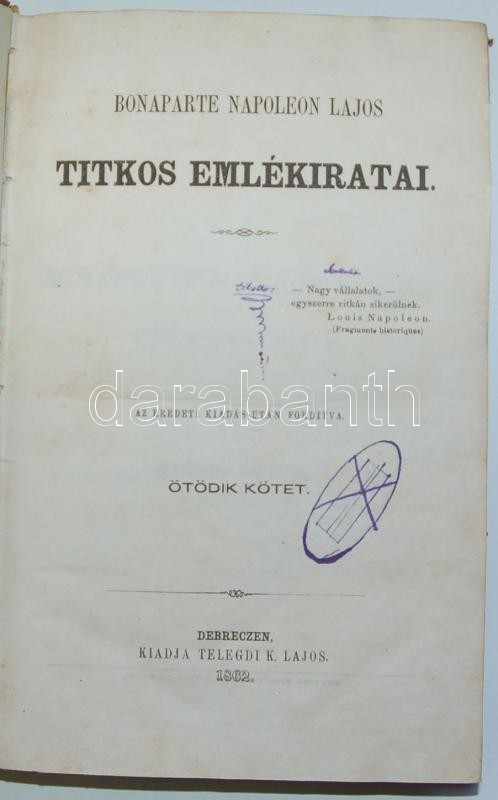 BONAPARTE NAPOLEON LAJOS
TITKOS EMLÉKIRATAI.
— Nagy vállalatok, —
egyszerre ritkán sikerülnek.
Louis Napoleon.
(Fragments historiques)
darabanth
AZ EREDETI KIADÁS UTÁN FORDITVA.
ÖTÖDIK KÖTET.
DEBRECZEN,
KIADJA TELEGDI K. LAJOS.
1862.